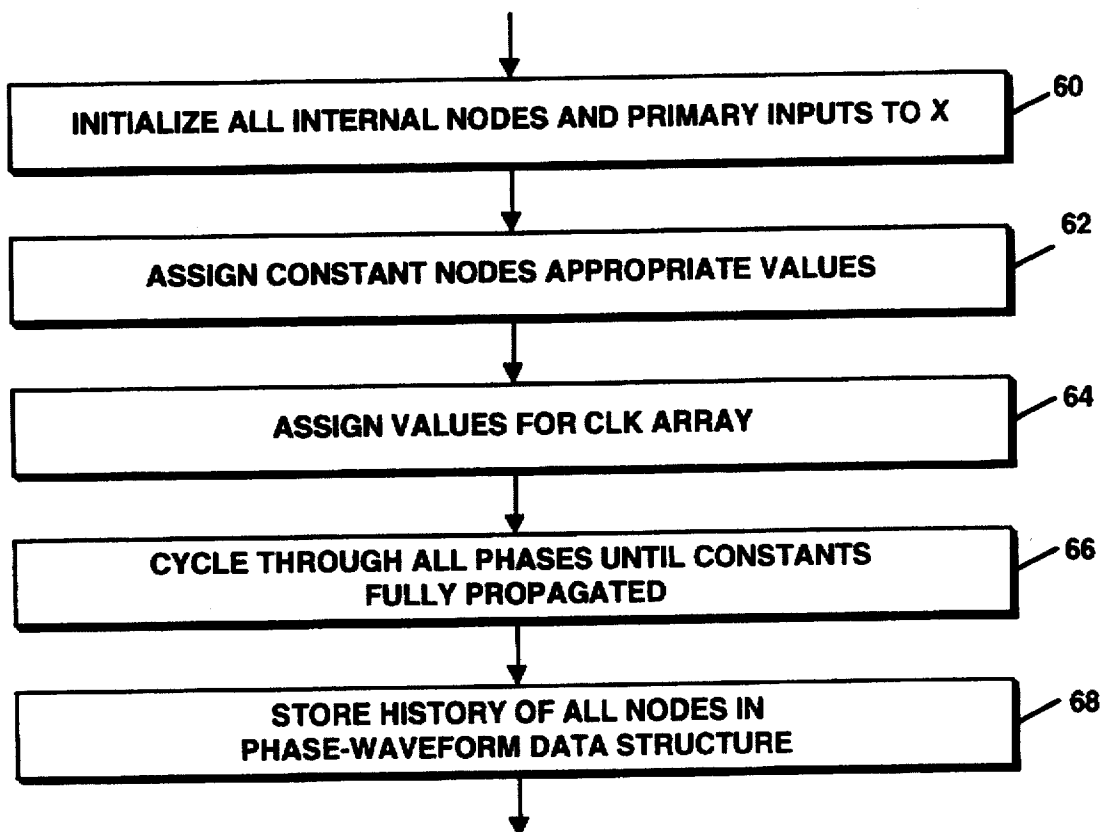 60
INITIALIZE ALL INTERNAL NODES AND PRIMARY INPUTS TO X
62
ASSIGN CONSTANT NODES APPROPRIATE VALUES
64
ASSIGN VALUES FOR CLK ARRAY
66
CYCLE THROUGH ALL PHASES UNTIL CONSTANTS
FULLY PROPAGATED
68
STORE HISTORY OF ALL NODES IN
PHASE-WAVEFORM DATA STRUCTURE